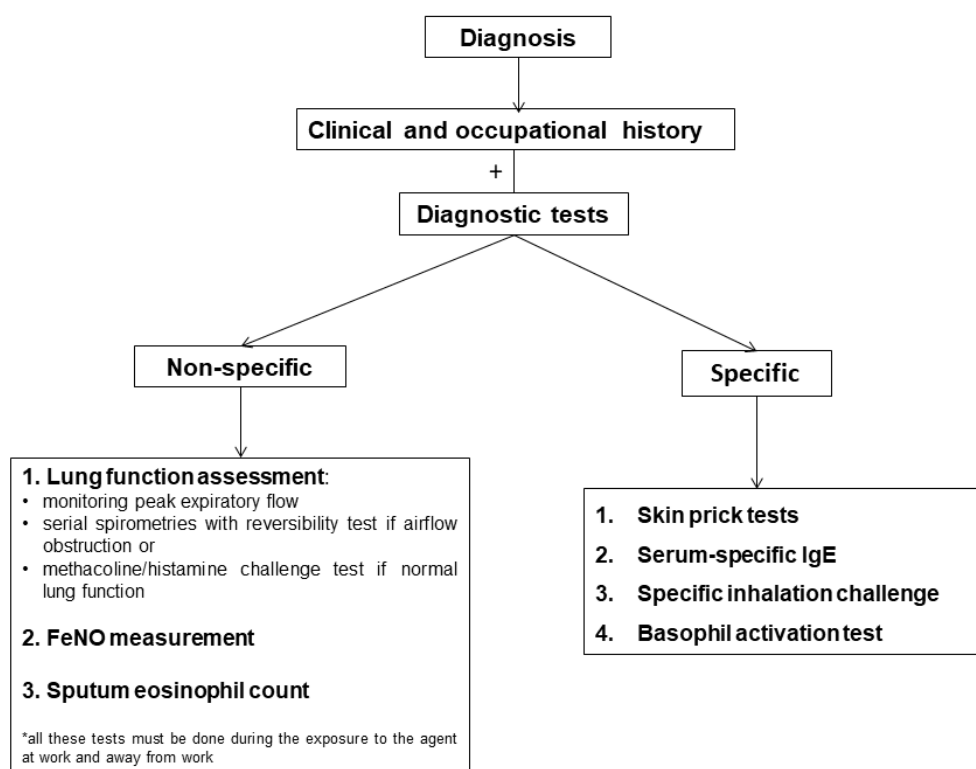 Diagnosis
Clinical and occupational history
+
Diagnostic tests
Non-specific
Specific
1. Lung function assessment:
• monitoring peak expiratory flow
• serial spirometries with reversibility test if airflow
obstruction or
• methacoline/histamine challenge test if normal
lung function
2. FeNO measurement
3. Sputum eosinophil count
*all these tests must be done during the exposure to the agent
at work and away from work
1. Skin prick tests
2. Serum-specific IgE
3. Specific inhalation challenge
4. Basophil activation test